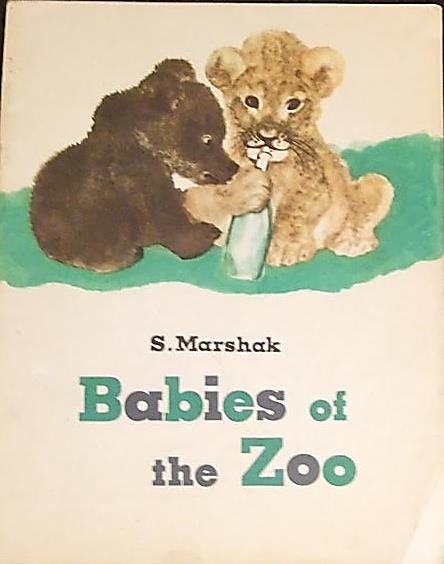 S. Marshak
Babies of
the Zoo